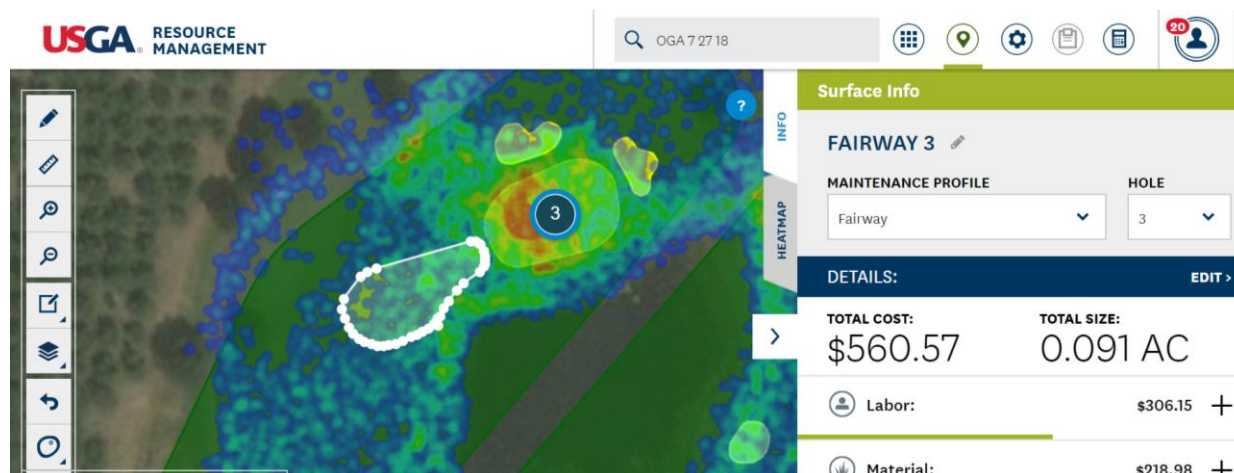 USGA. RESOURCE
MANAGEMENT
OGA 7 27 18
20
?
INFO
HEATMAP
3
Surface Info
FAIRWAY 3
MAINTENANCE PROFILE
HOLE
Fairway
3
DETAILS:
EDIT >
TOTAL COST:
TOTAL SIZE:
$560.57
0.091 AC
Labor:
$306.15 +
Material:
$218.98 +